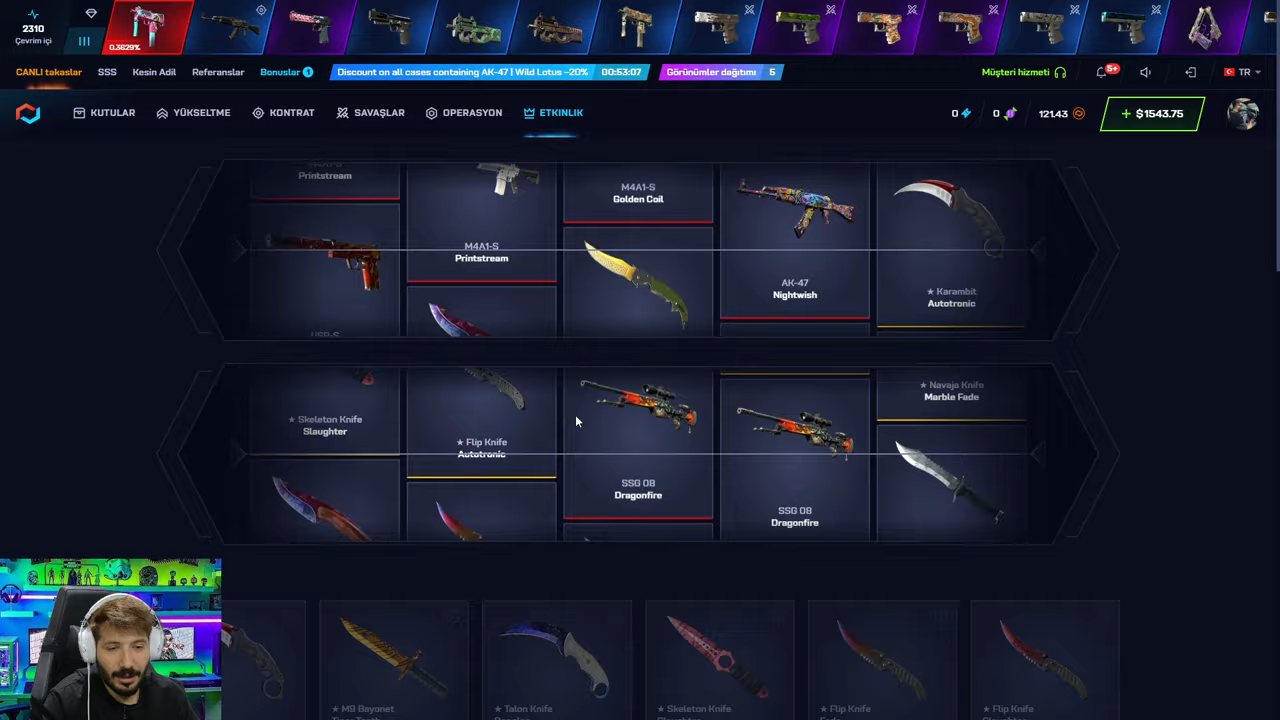 2310
Çevrim içi
0.3629%
CANLI takaslar
SSS
Kesin Adil
Referanslar
Bonuslar 1
Discount on all cases containing AK-47 | Wild Lotus -20%
00:53:07
Görünümler dağıtımı 5
Müşteri hizmeti
5+
TR
KUTULAR
YÜKSELTME
KONTRAT
SAVAŞLAR
OPERASYON
ETKINLIK
0
0
121.43
+ $1543.75
Printstream
M4A1-S
Printstream
M4A1-S
Golden Coil
AK-47
Nightwish
★ Karambit
Autotronic
★ Skeleton Knife
Slaughter
★ Flip Knife
Autotronic
SSG 08
Dragonfire
SSG 08
Dragonfire
★ Navaja Knife
Marble Fade
★ M9 Bayonet
★ Talon Knife
★ Skeleton Knife
★ Flip Knife
★ Flip Knife